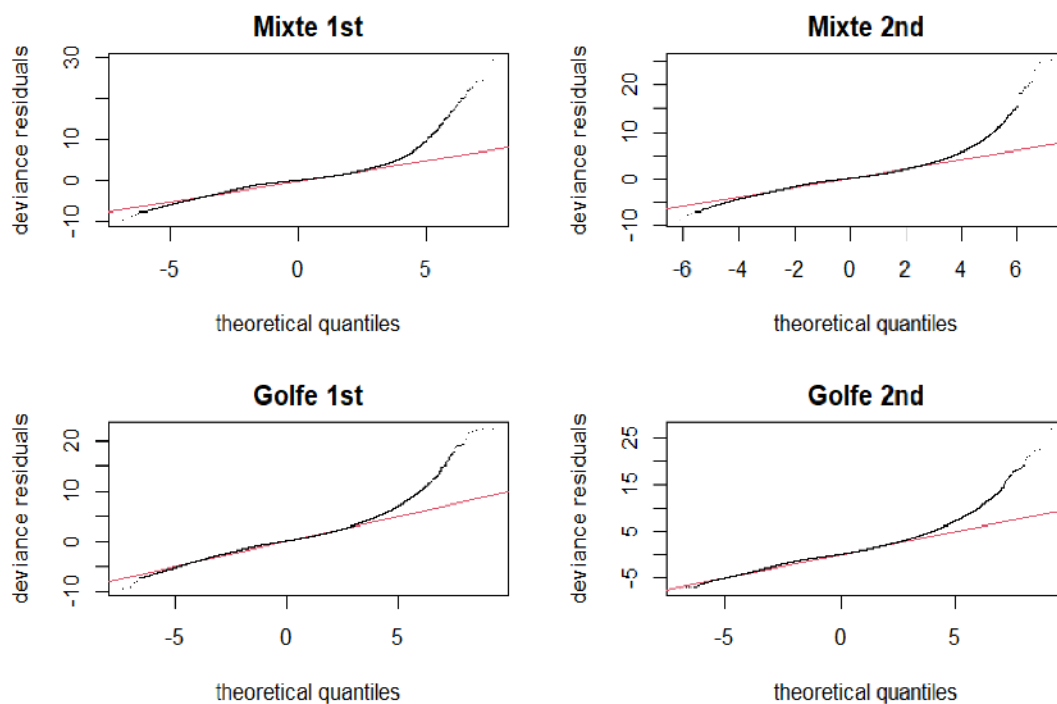 Mixte 1st
deviance residuals
-10 0 10 30
-5 0 5
theoretical quantiles
Mixte 2nd
deviance residuals
-10 0 10 20
-6 -4 -2 0 2 4 6
theoretical quantiles
Golfe 1st
deviance residuals
-10 0 10 20
-5 0 5
theoretical quantiles
Golfe 2nd
deviance residuals
-5 5 15 25
-5 0 5
theoretical quantiles